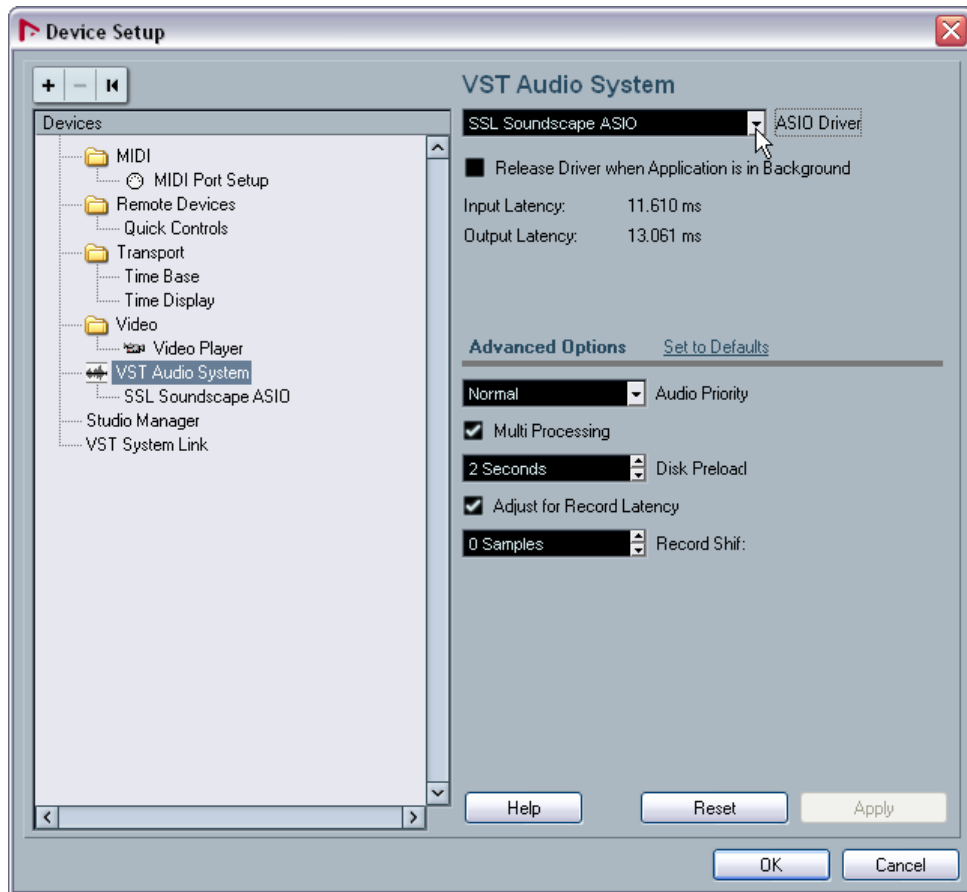 Device Setup
Devices
MIDI
MIDI Port Setup
Remote Devices
Quick Controls
Transport
Time Base
Time Display
Video
Video Player
VST Audio System
SSL Soundscape ASIO
Studio Manager
VST System Link
VST Audio System
SSL Soundscape ASIO ASIO Driver
Release Driver when Application is in Background
Input Latency: 11.610 ms
Output Latency: 13.061 ms
Advanced Options Set to Defaults
Normal Audio Priority
Multi Processing
2 Seconds Disk Preload
Adjust for Record Latency
0 Samples Record Shif:
Help Reset Apply
OK Cancel